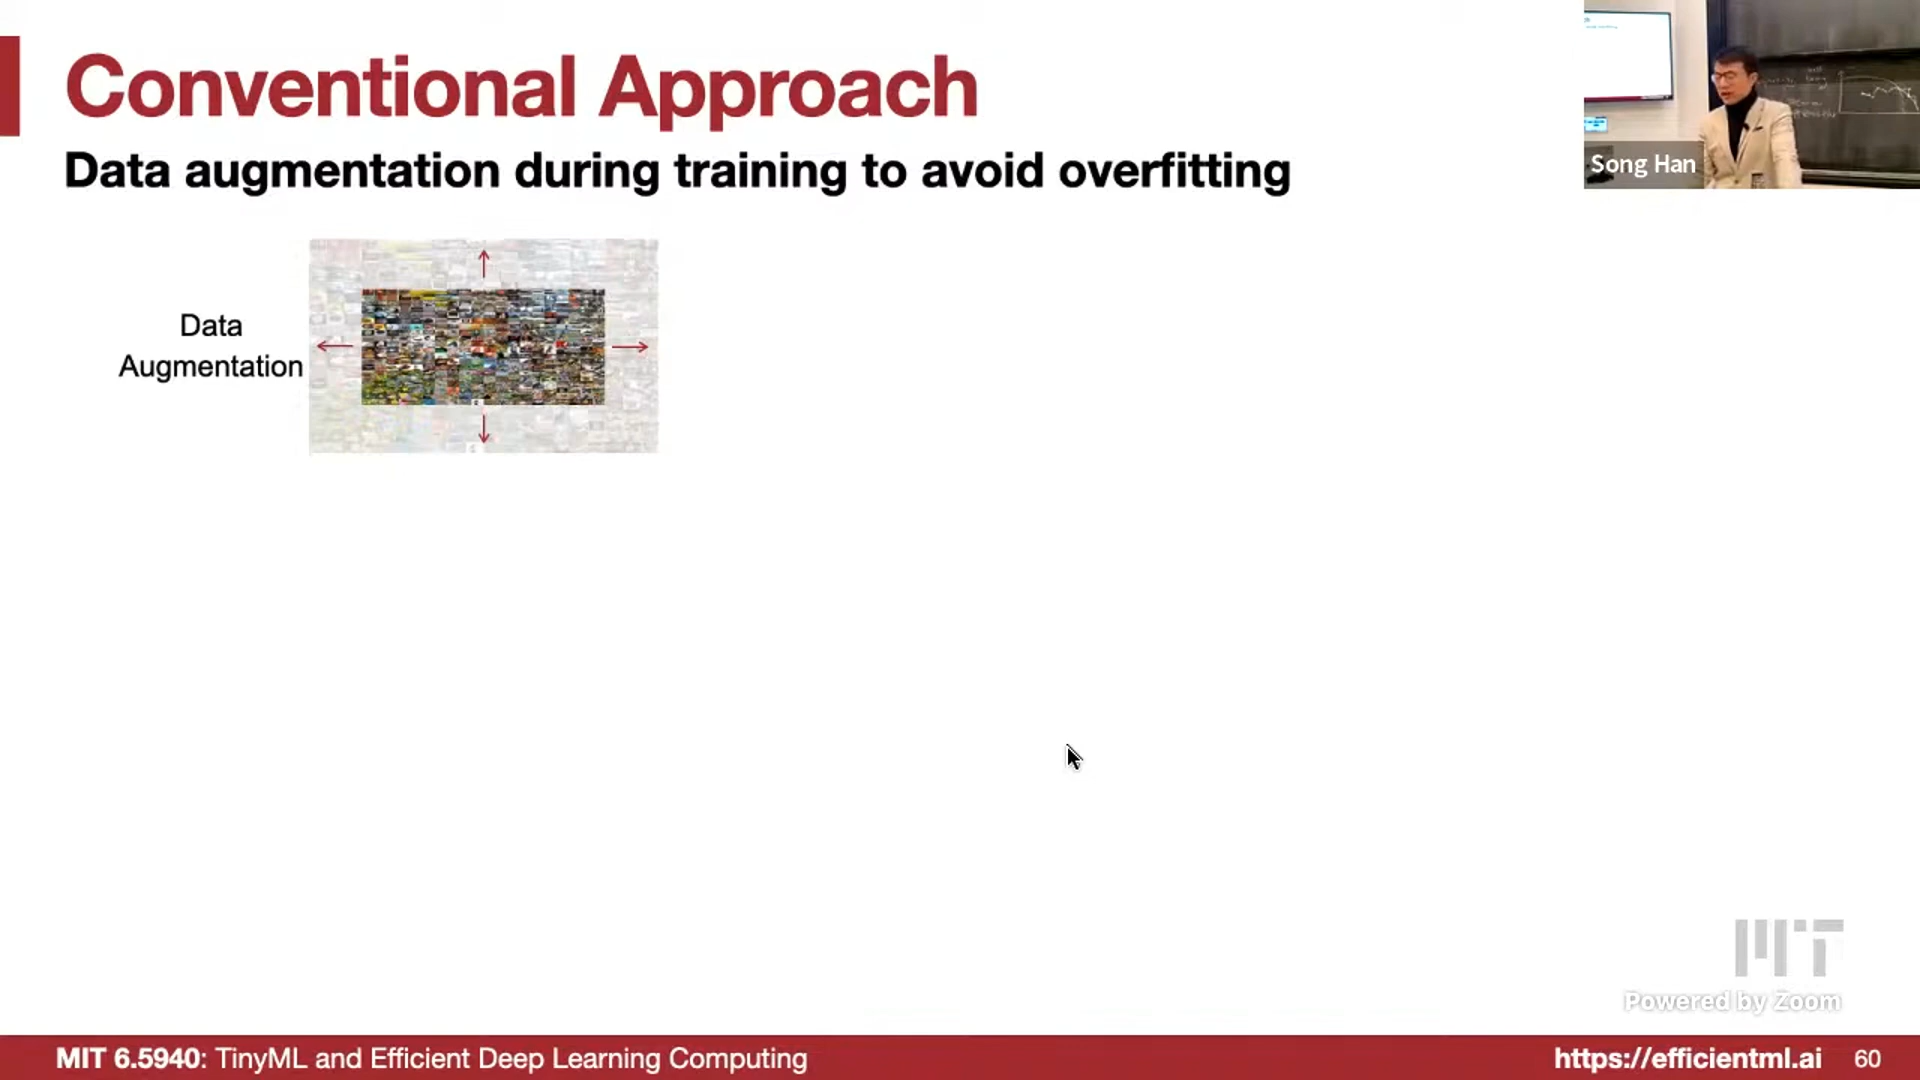 Conventional Approach
Data augmentation during training to avoid overfitting
Song Han
Data
Augmentation
MIT
Powered by Zoom
MIT 6.5940: TinyML and Efficient Deep Learning Computing
https://efficientml.ai 60